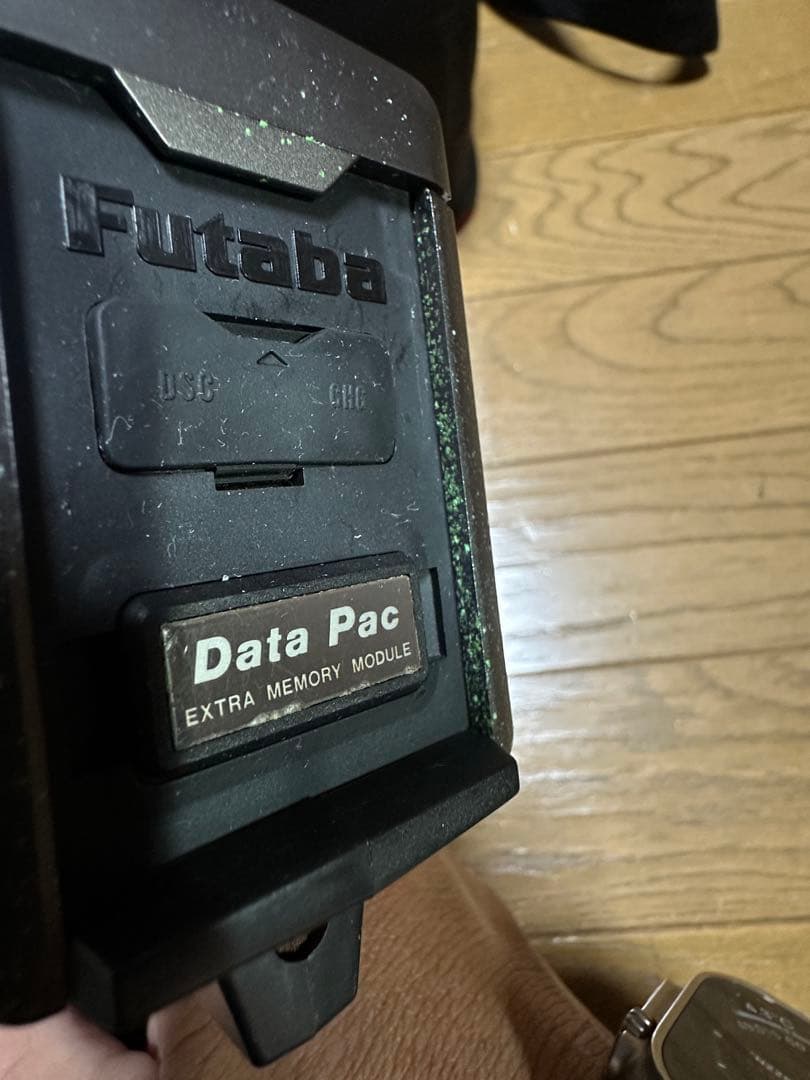 Futaba
DSC CHG
Data Pac
EXTRA MEMORY MODULE